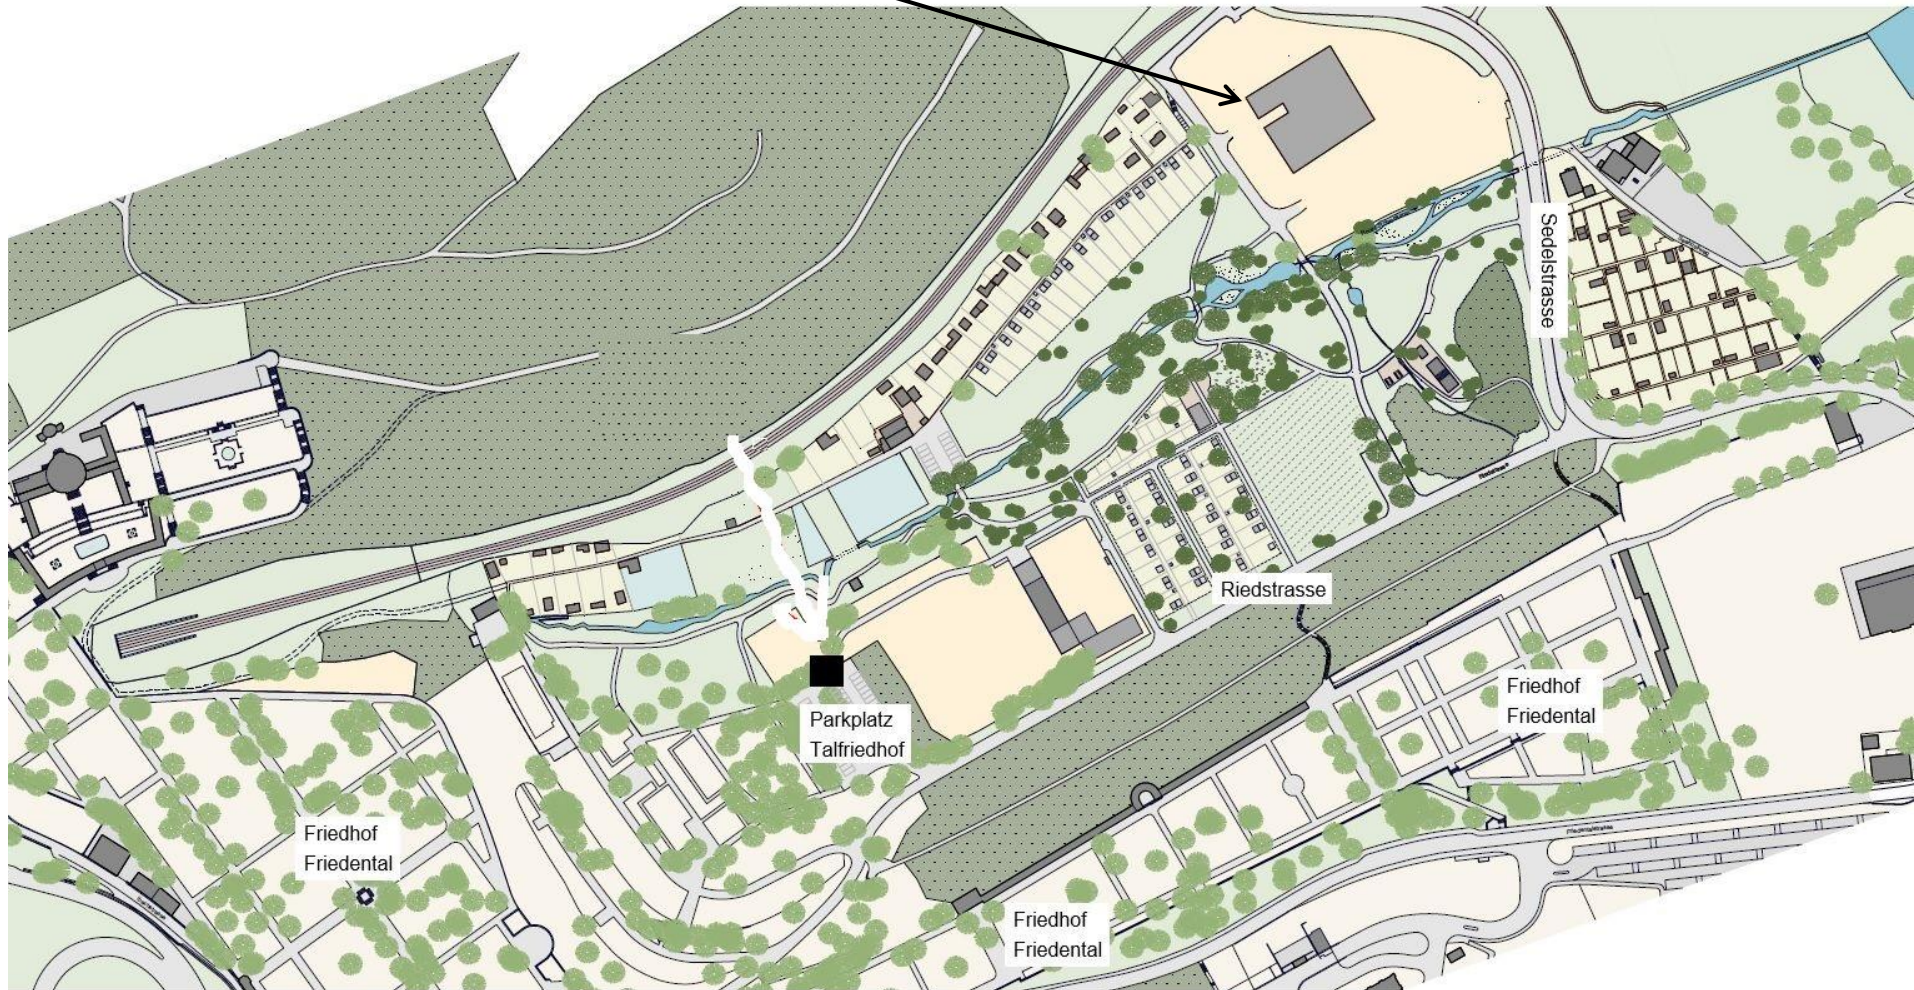 Sedelstrasse
Riedstrasse
Parkplatz
Talfriedhof
Friedhof
Friedental
Friedhof
Friedental
Friedhof
Friedental